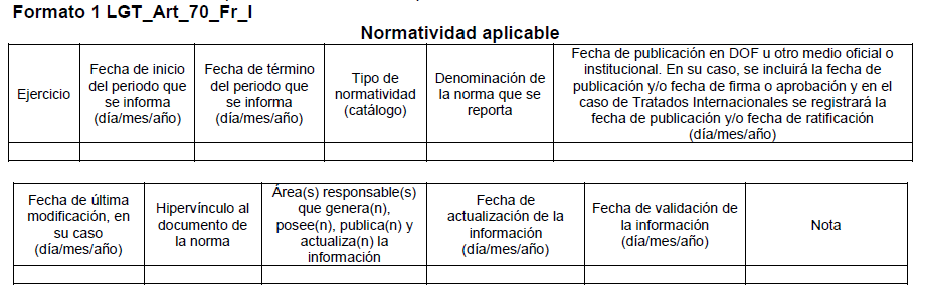 Formato 1 LGT_Art_70_Fr_I
Normatividad aplicable
Ejercicio
Fecha de inicio
del periodo que
se informa
(día/mes/año)
Fecha de término
del periodo que
se informa
(día/mes/año)
Tipo de
normatividad
(catálogo)
Denominación de
la norma que se
reporta
Fecha de publicación en DOF u otro medio oficial o
institucional. En su caso, se incluirá la fecha de
publicación y/o fecha de firma o aprobación y en el
caso de Tratados Internacionales se registrará la
fecha de publicación y/o fecha de ratificación
(día/mes/año)
Fecha de última
modificación, en
su caso
(día/mes/año)
Hipervínculo al
documento de
la norma
Área(s) responsable(s)
que genera(n),
posee(n), publica(n) y
actualiza(n) la
información
Fecha de
actualización de la
información
(día/mes/año)
Fecha de validación de
la información
(día/mes/año)
Nota